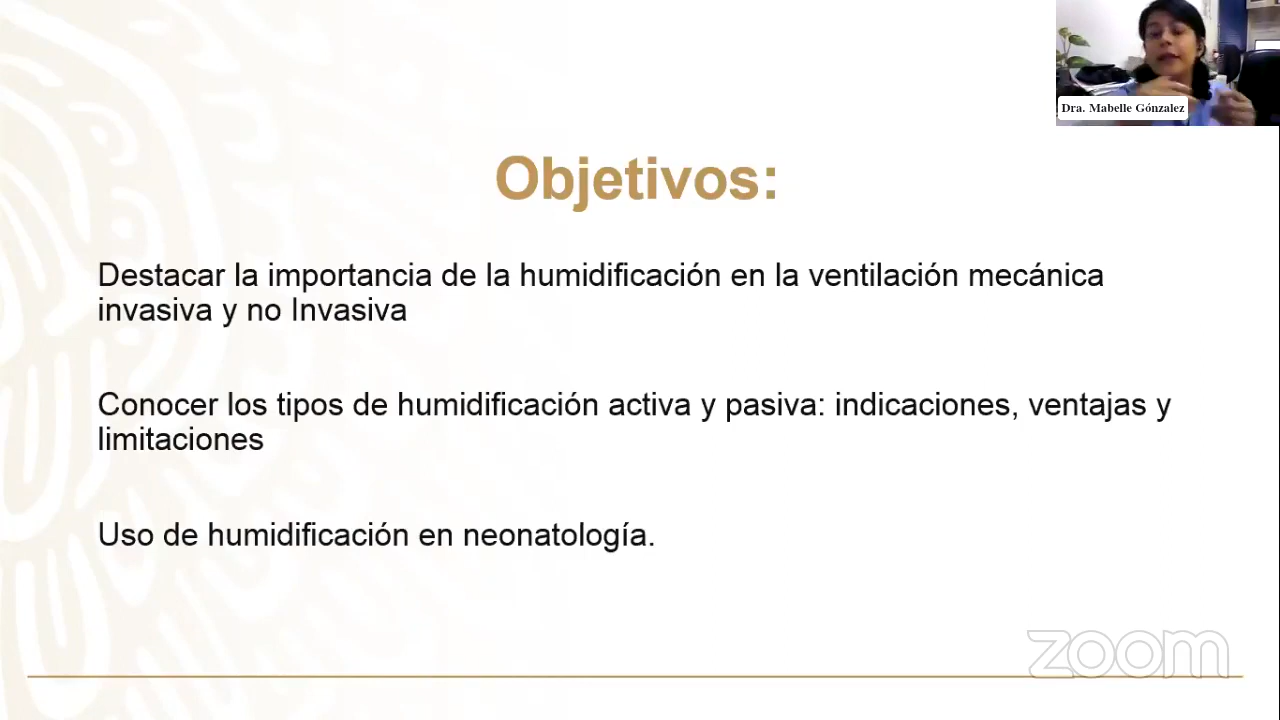 Dra. Mabelle Gónzalez
Objetivos:
Destacar la importancia de la humidificación en la ventilación mecánica
invasiva y no Invasiva
Conocer los tipos de humidificación activa y pasiva: indicaciones, ventajas y
limitaciones
Uso de humidificación en neonatología.
zoom